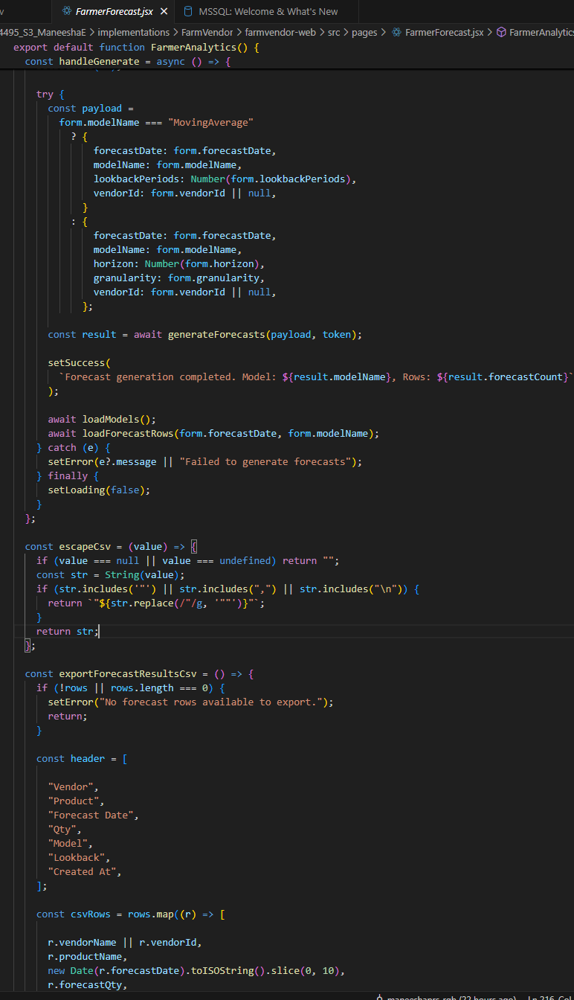 v FarmerForecast.jsx × MSSQL: Welcome & What's New
4495_S3_ManeeshaE > implementations > FarmVendor > farmvendor-web > src > pages > FarmerForecast.jsx > FarmerAnalytics
export default function FarmerAnalytics() {
const handleGenerate = async () => {
try {
const payload =
form.modelName === "MovingAverage"
? {
forecastDate: form.forecastDate,
modelName: form.modelName,
lookbackPeriods: Number(form.lookbackPeriods),
vendorId: form.vendorId || null,
}
: {
forecastDate: form.forecastDate,
modelName: form.modelName,
horizon: Number(form.horizon),
granularity: form.granularity,
vendorId: form.vendorId || null,
};
const result = await generateForecasts(payload, token);
setSuccess(
`Forecast generation completed. Model: ${result.modelName}, Rows: ${result.forecastCount}`
);
await loadModels();
await loadForecastRows(form.forecastDate, form.modelName);
} catch (e) {
setError(e?.message || "Failed to generate forecasts");
} finally {
setLoading(false);
}
};
const escapeCsv = (value) => {
if (value === null || value === undefined) return "";
const str = String(value);
if (str.includes('"') || str.includes(",") || str.includes("\n")) {
return `"${str.replace(/"/g, '""')}"`;
}
return str;
};
const exportForecastResultsCsv = () => {
if (!rows || rows.length === 0) {
setError("No forecast rows available to export.");
return;
}
const header = [
"Vendor",
"Product",
"Forecast Date",
"Qty",
"Model",
"Lookback",
"Created At",
];
const csvRows = rows.map((r) => [
r.vendorName || r.vendorId,
r.productName,
new Date(r.forecastDate).toISOString().slice(0, 10),
r.forecastQty,
(22 hours ago) Ln 216, Col